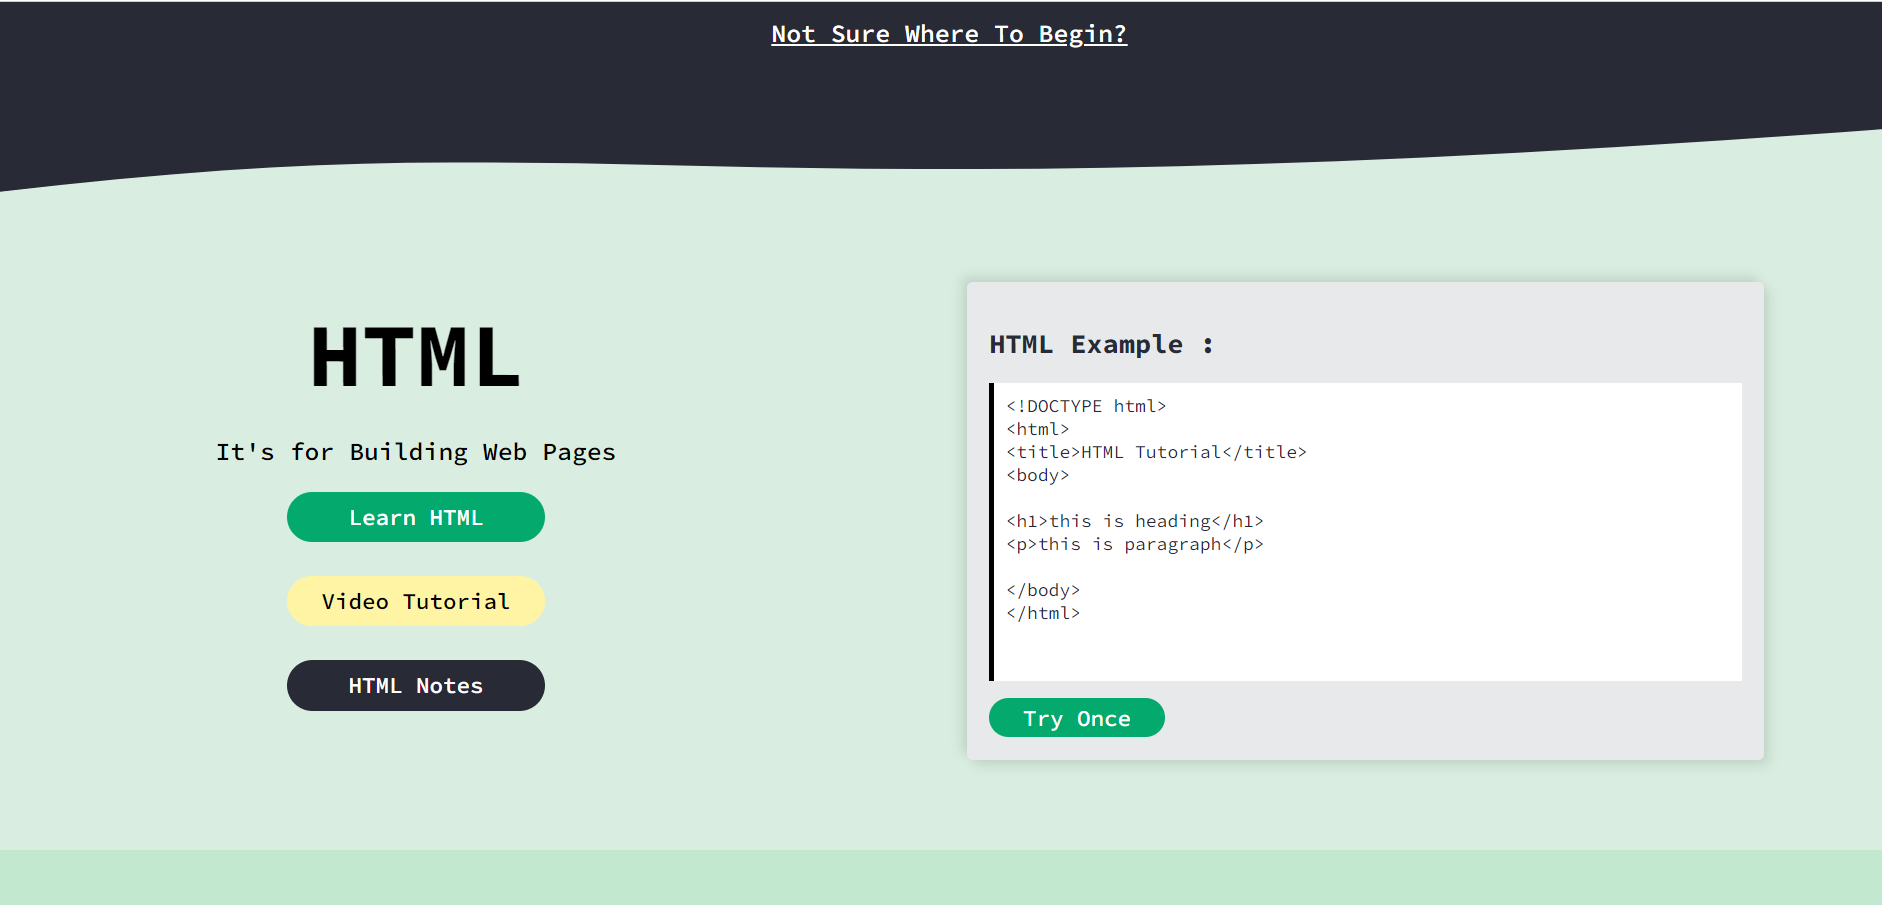 Not Sure Where To Begin?
HTML
It's for Building Web Pages
Learn HTML
Video Tutorial
HTML Notes
HTML Example :
<!DOCTYPE html>
<html>
<title>HTML Tutorial</title>
<body>
<h1>this is heading</h1>
<p>this is paragraph</p>
</body>
</html>
Try Once